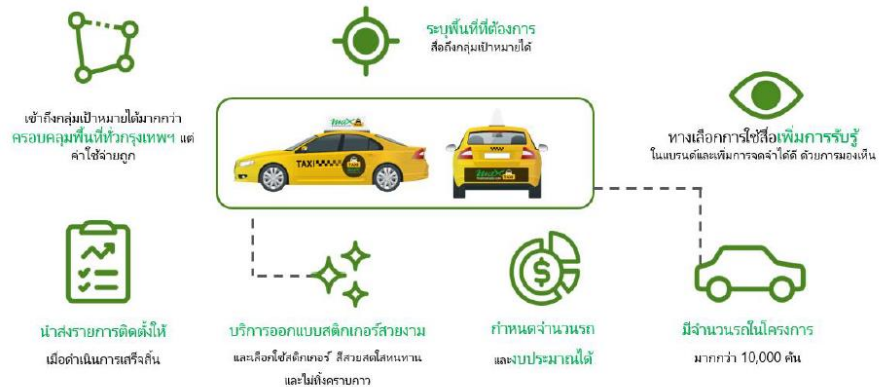 ระบุพื้นที่ที่ต้องการ
สื่อถึงกลุ่มเป้าหมายได้
เข้าถึงกลุ่มเป้าหมายได้มากกว่า
ครอบคลุมพื้นที่ทั่วกรุงเทพฯ แต่
ค่าใช้จ่ายถูก
TAXI
ทางเลือกการใช้สื่อเพิ่มการรับรู้
ในแบรนด์และเพิ่มการจดจำได้ดี ด้วยการมองเห็น
นำส่งรายการติดตั้งให้
เมื่อดำเนินการเสร็จสิ้น
บริการออกแบบสติกเกอร์สวยงาม
และเลือกใช้สติกเกอร์ สีสวยสดใสทนทาน
และไม่ทิ้งคราบกาว
กำหนดจำนวนรถ
และงบประมาณได้
มีจำนวนรถในโครงการ
มากกว่า 10,000 คัน